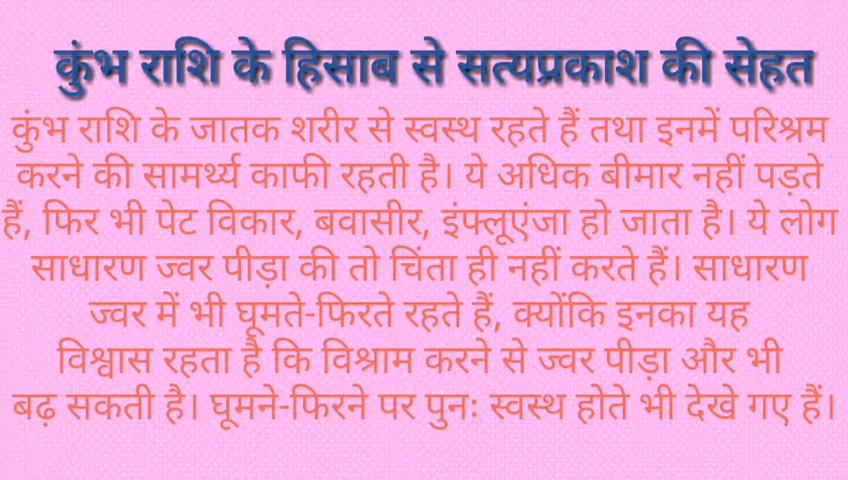 कुंभ राशि के हिसाब से सत्यप्रकाश की सेहत
कुंभ राशि के जातक शरीर से स्वस्थ रहते हैं तथा इनमें परिश्रम
करने की सामर्थ्य काफी रहती है। ये अधिक बीमार नहीं पड़ते
हैं, फिर भी पेट विकार, बवासीर, इंफ्लूएंजा हो जाता है। ये लोग
साधारण ज्वर पीड़ा की तो चिंता ही नहीं करते हैं। साधारण
ज्वर में भी घूमते-फिरते रहते हैं, क्योंकि इनका यह
विश्वास रहता है कि विश्राम करने से ज्वर पीड़ा और भी
बढ़ सकती है। घूमने-फिरने पर पुनः स्वस्थ होते भी देखे गए हैं।